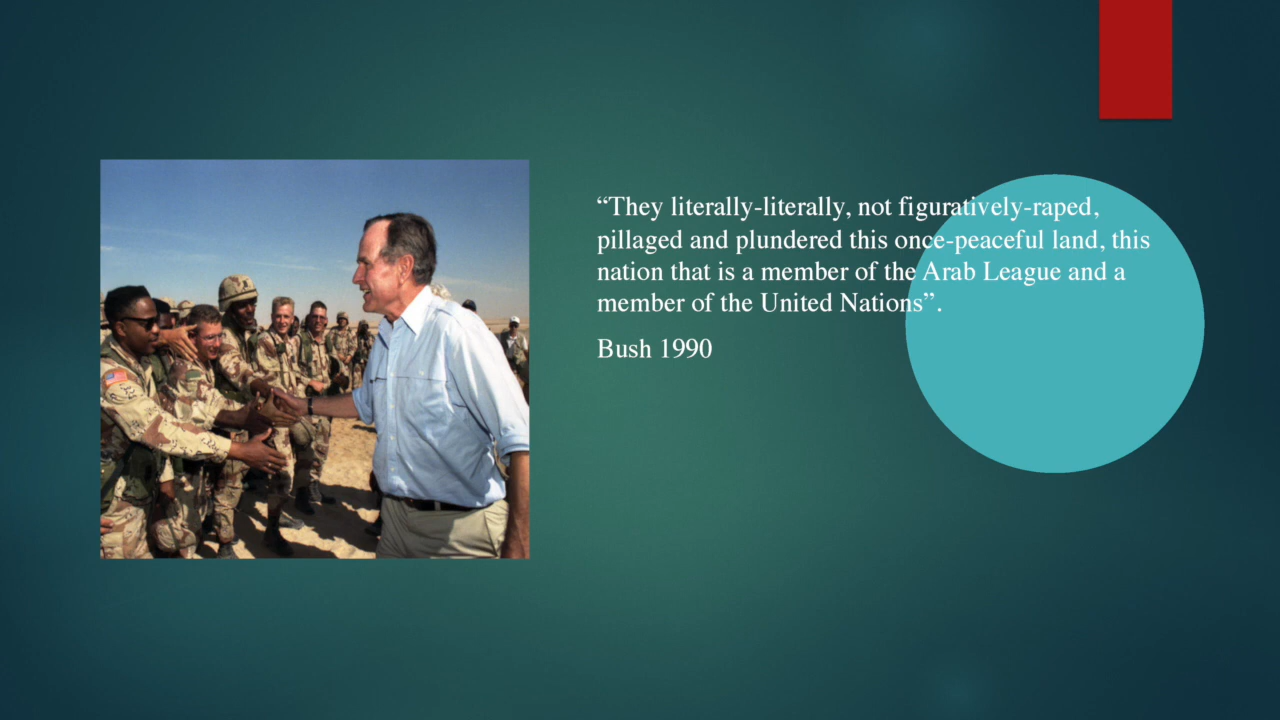 “They literally-literally, not figuratively-raped,
pillaged and plundered this once-peaceful land, this
nation that is a member of the Arab League and a
member of the United Nations”.
Bush 1990